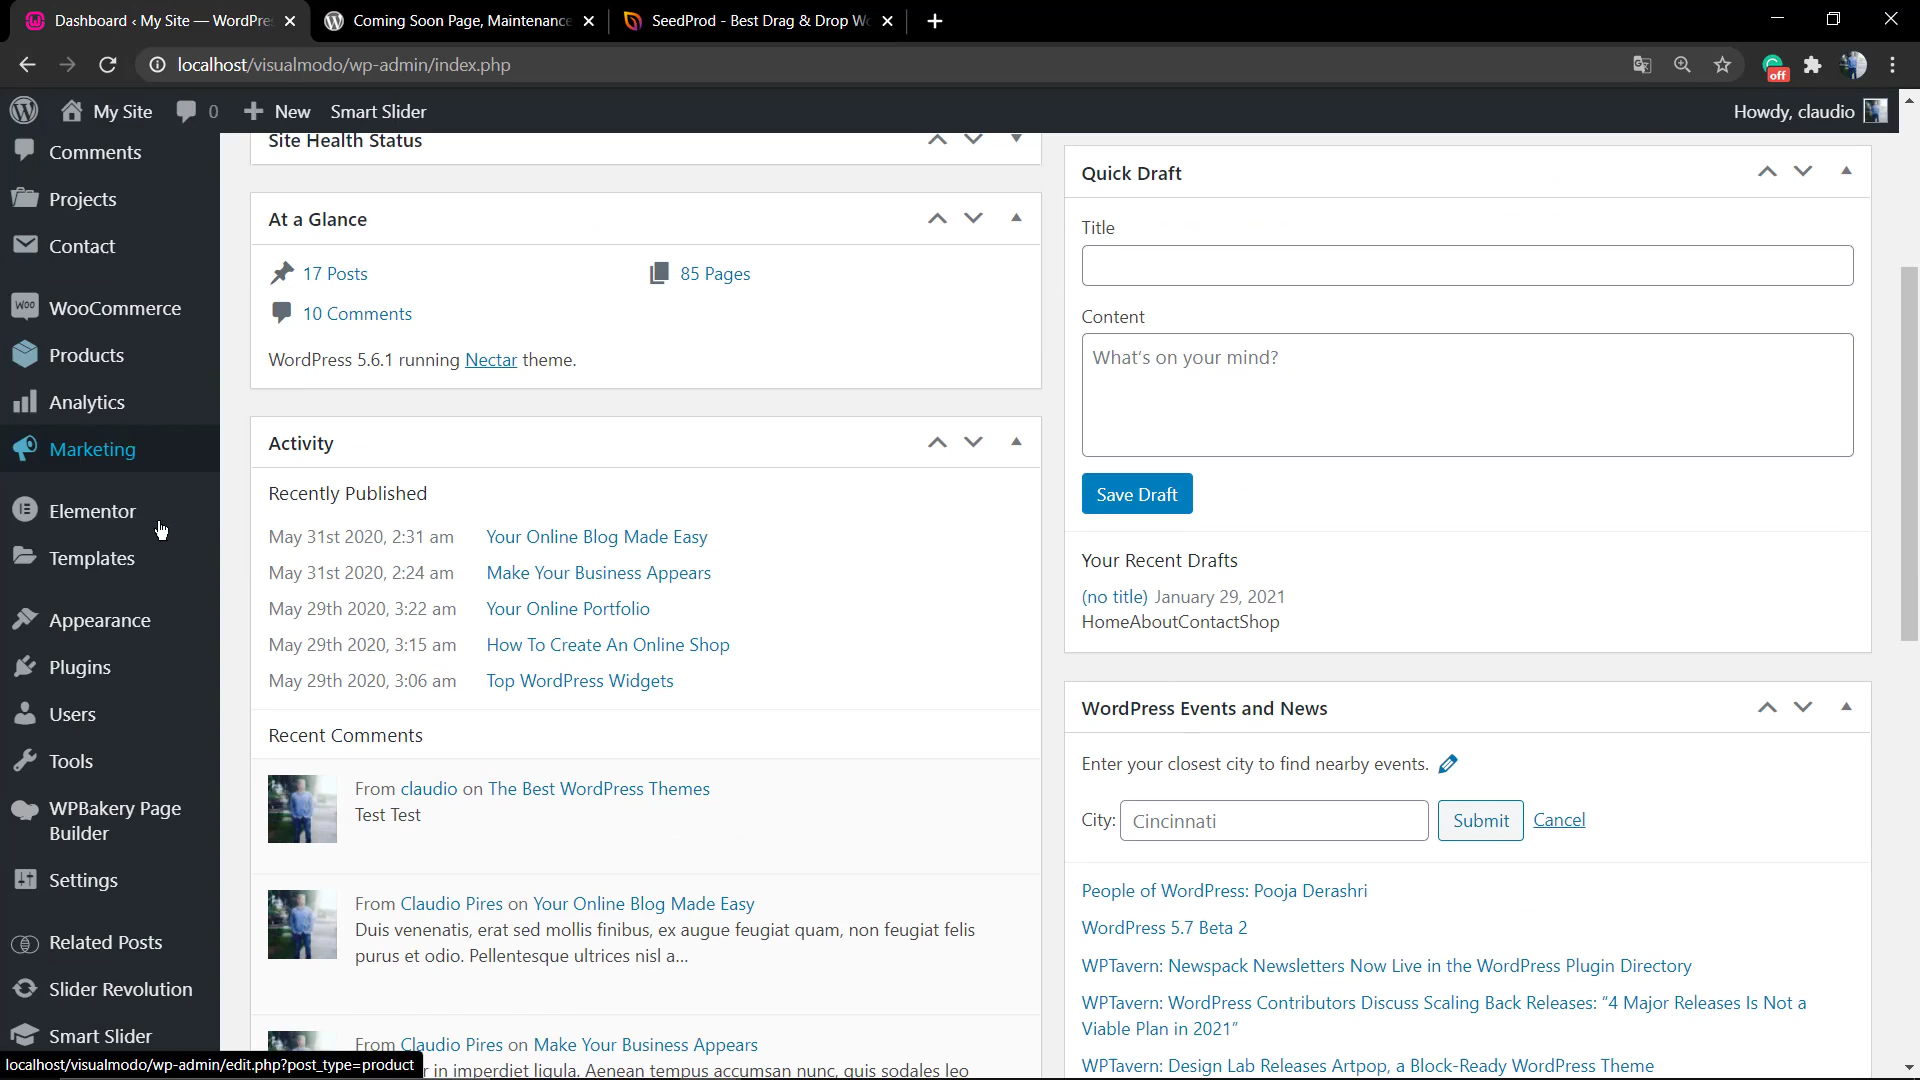 Dashboard ‹ My Site — WordPre
Coming Soon Page, Maintenance
SeedProd - Best Drag & Drop Wo
localhost/visualmodo/wp-admin/index.php
off
My Site
0
New
Smart Slider
Howdy, claudio
Comments
Projects
Contact
WooCommerce
Products
Analytics
Marketing
Elementor
Templates
Appearance
Plugins
Users
Tools
WPBakery Page
Builder
Settings
Related Posts
Slider Revolution
Smart Slider
localhost/visualmodo/wp-admin/edit.php?post_type=product
Site Health Status
At a Glance
17 Posts
85 Pages
10 Comments
WordPress 5.6.1 running Nectar theme.
Activity
Recently Published
May 31st 2020, 2:31 am Your Online Blog Made Easy
May 31st 2020, 2:24 am Make Your Business Appears
May 29th 2020, 3:22 am Your Online Portfolio
May 29th 2020, 3:15 am How To Create An Online Shop
May 29th 2020, 3:06 am Top WordPress Widgets
Recent Comments
From claudio on The Best WordPress Themes
Test Test
From Claudio Pires on Your Online Blog Made Easy
Duis venenatis, erat sed mollis finibus, ex augue feugiat quam, non feugiat felis
purus et odio. Pellentesque ultrices nisl a...
From Claudio Pires on Make Your Business Appears
r in imperdiet ligula. Aenean tempus accumsan nunc, quis sodales leo
Quick Draft
Title
Content
What's on your mind?
Save Draft
Your Recent Drafts
(no title) January 29, 2021
HomeAboutContactShop
WordPress Events and News
Enter your closest city to find nearby events.
City: Cincinnati Submit Cancel
People of WordPress: Pooja Derashri
WordPress 5.7 Beta 2
WPTavern: Newspack Newsletters Now Live in the WordPress Plugin Directory
WPTavern: WordPress Contributors Discuss Scaling Back Releases: “4 Major Releases Is Not a
Viable Plan in 2021”
WPTavern: Design Lab Releases Artpop, a Block-Ready WordPress Theme